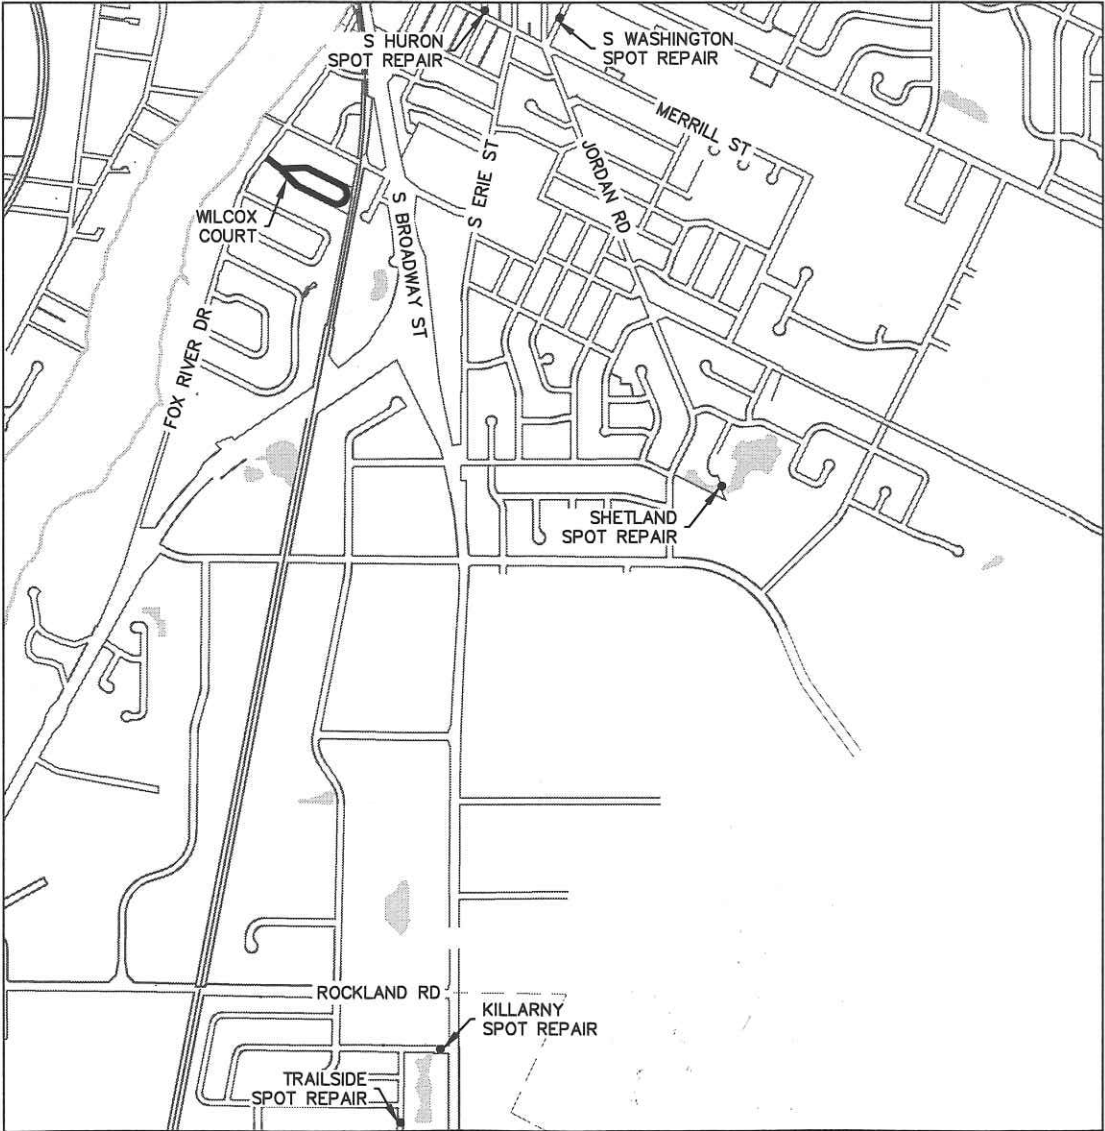 S HURON
SPOT REPAIR
S WASHINGTON
SPOT REPAIR
MERRILL ST
JORDAN RD
S ERIE ST
WILCOX
COURT
S BROADWAY ST
FOX RIVER DR
SHETLAND
SPOT REPAIR
ROCKLAND RD
KILLARNY
SPOT REPAIR
TRAILSIDE
SPOT REPAIR